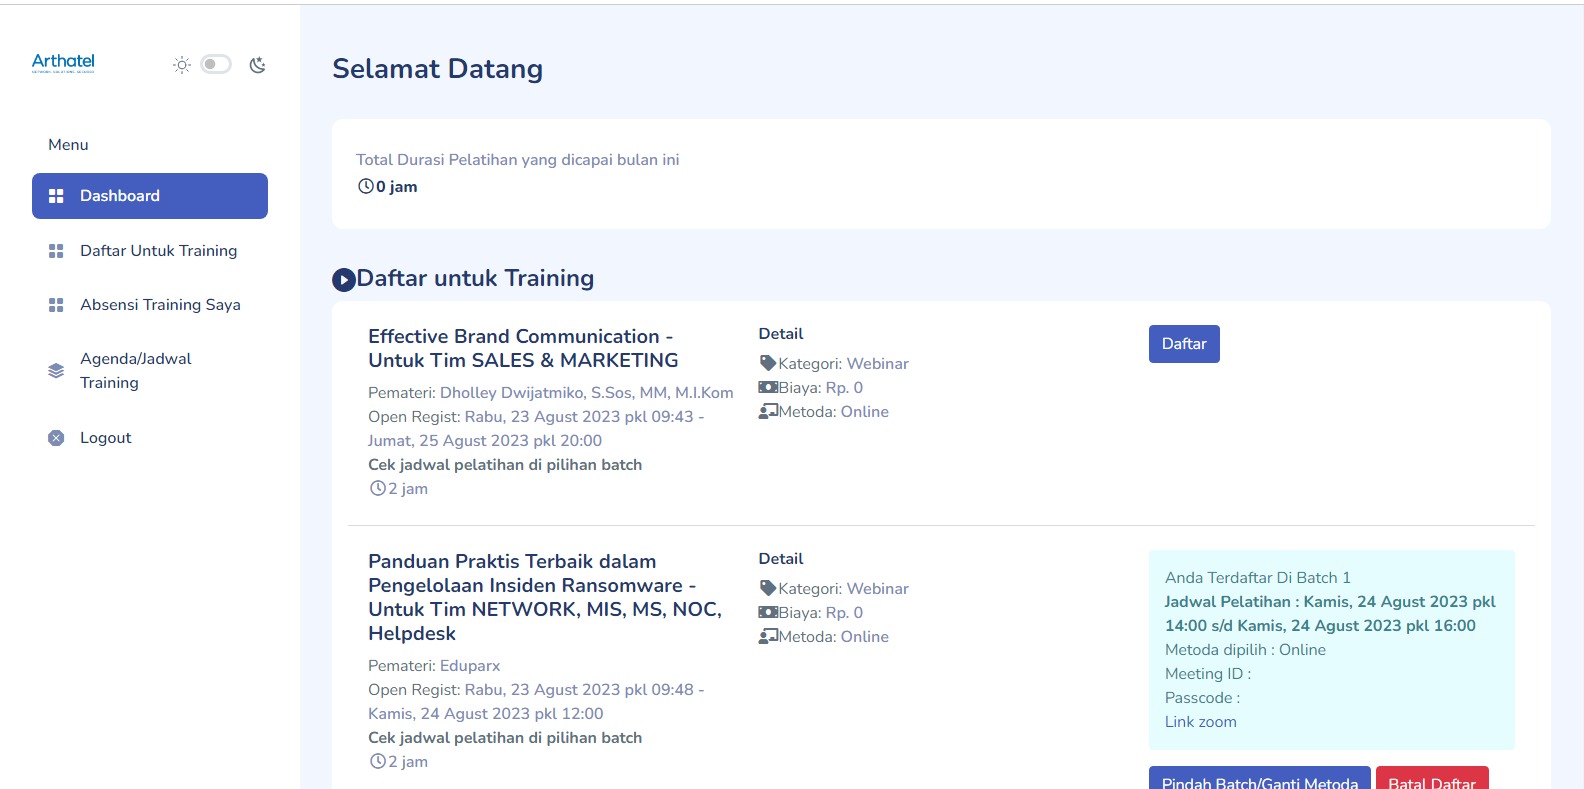 Arthatel
Menu
Dashboard
Daftar Untuk Training
Absensi Training Saya
Agenda/Jadwal
Training
Logout
Selamat Datang
Total Durasi Pelatihan yang dicapai bulan ini
0 jam
Daftar untuk Training
Effective Brand Communication -
Untuk Tim SALES & MARKETING
Pemateri: Dholley Dwijatmiko, S.Sos, MM, M.I.Kom
Open Regist: Rabu, 23 Agust 2023 pkl 09:43 -
Jumat, 25 Agust 2023 pkl 20:00
Cek jadwal pelatihan di pilihan batch
2 jam
Detail
Kategori: Webinar
Biaya: Rp. 0
Metoda: Online
Daftar
Panduan Praktis Terbaik dalam
Pengelolaan Insiden Ransomware -
Untuk Tim NETWORK, MIS, MS, NOC,
Helpdesk
Pemateri: Eduparx
Open Regist: Rabu, 23 Agust 2023 pkl 09:48 -
Kamis, 24 Agust 2023 pkl 12:00
Cek jadwal pelatihan di pilihan batch
2 jam
Detail
Kategori: Webinar
Biaya: Rp. 0
Metoda: Online
Anda Terdaftar Di Batch 1
Jadwal Pelatihan : Kamis, 24 Agust 2023 pkl
14:00 s/d Kamis, 24 Agust 2023 pkl 16:00
Metoda dipilih : Online
Meeting ID :
Passcode :
Link zoom
Pindah Batch/Ganti Metoda
Batal Daftar